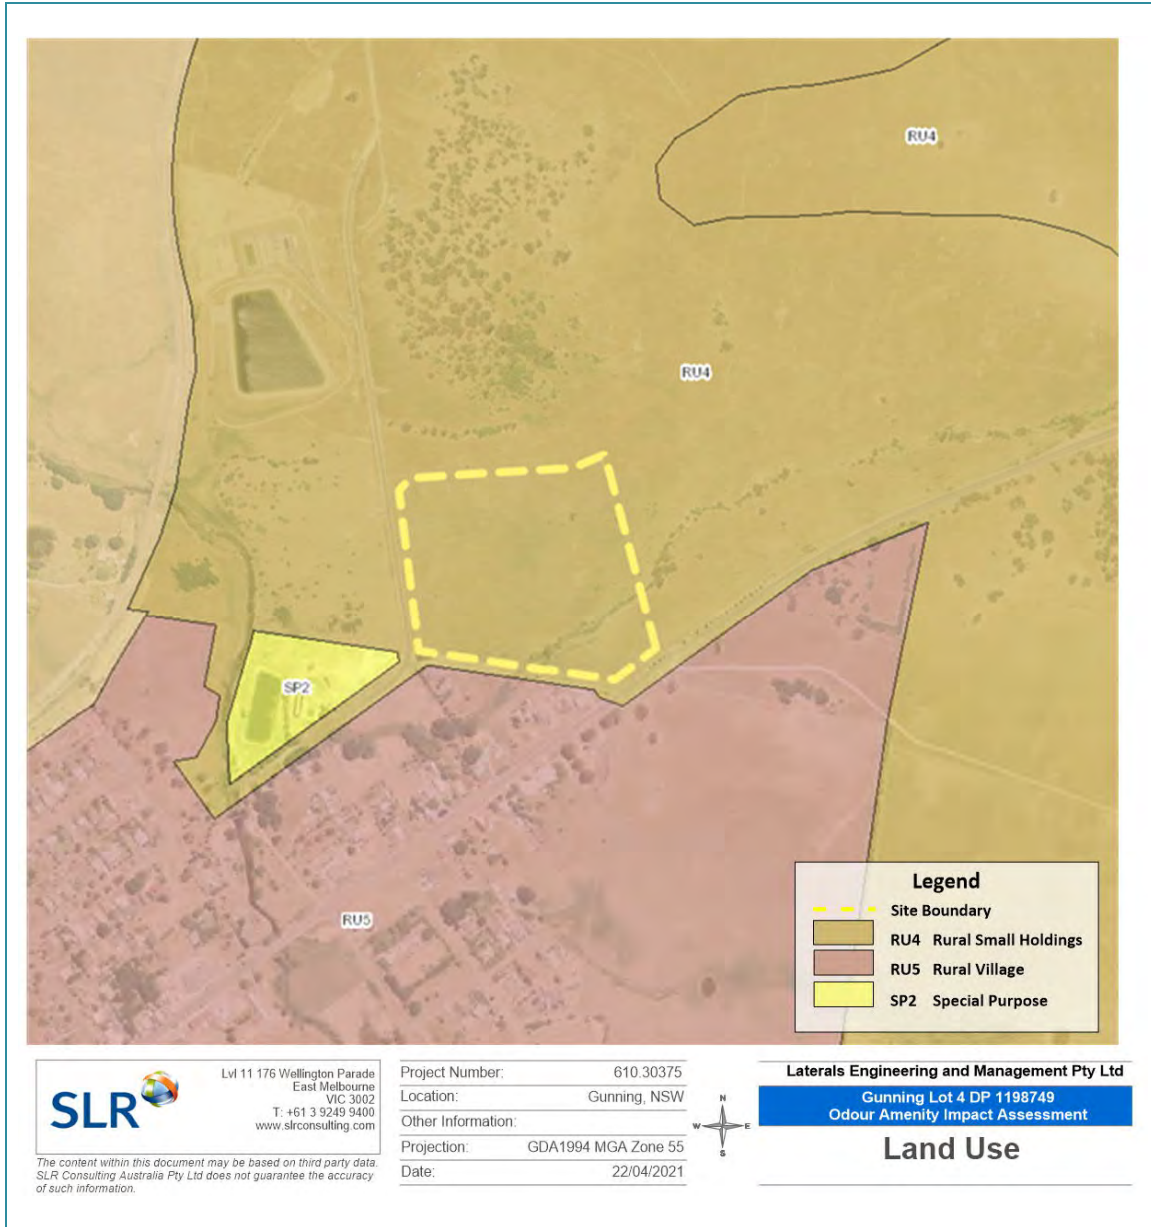 RU4
RU4
SP2
RU5
Legend
Site Boundary
RU4 Rural Small Holdings
RU5 Rural Village
SP2 Special Purpose
SLR
Lvl 11 176 Wellington Parade
East Melbourne
VIC 3002
T: +61 3 9249 9400
www.slrconsulting.com
The content within this document may be based on third party data.
SLR Consulting Australia Pty Ltd does not guarantee the accuracy
of such information.
Project Number: 610.30375
Location: Gunning, NSW
Other Information:
Projection: GDA1994 MGA Zone 55
Date: 22/04/2021
N
W E
S
Laterals Engineering and Management Pty Ltd
Gunning Lot 4 DP 1198749
Odour Amenity Impact Assessment
Land Use